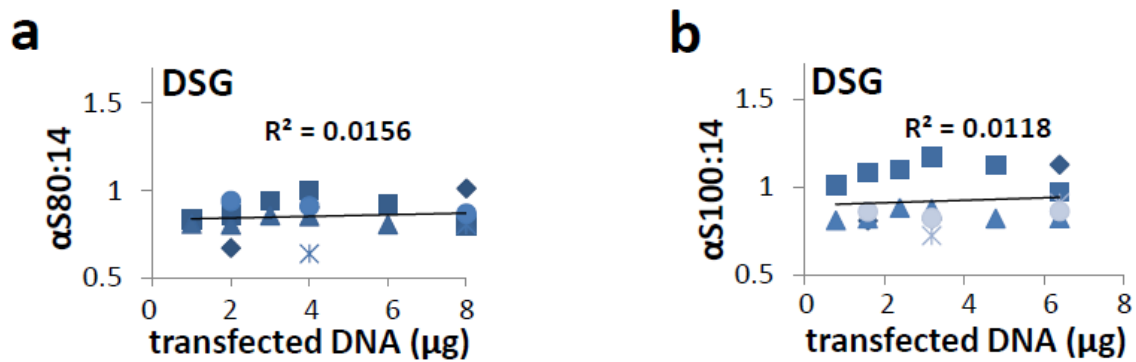 a
DSG
R² = 0.0156
αS80:14
1.5
1
0.5
0 2 4 6 8
transfected DNA (µg)
b
DSG
R² = 0.0118
αS100:14
1.5
1
0.5
0 2 4 6 8
transfected DNA (µg)